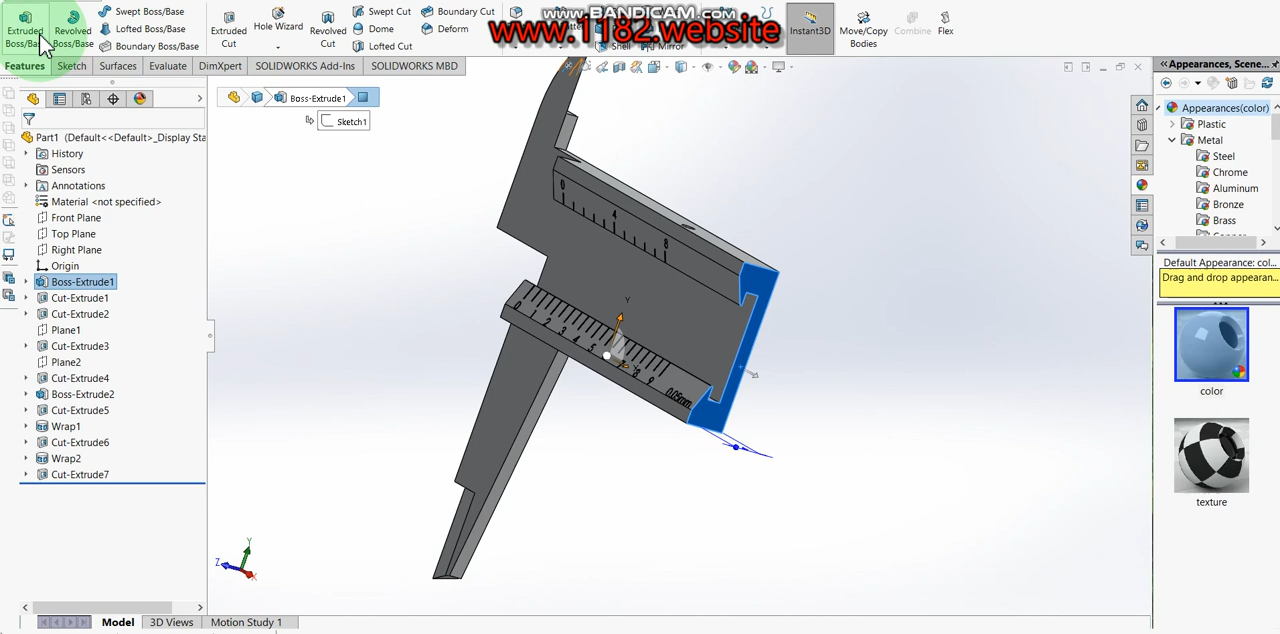 www.BANDICAM.com
www.1182.website
Extruded Boss/Base
Revolved Boss/Base
Swept Boss/Base
Lofted Boss/Base
Boundary Boss/Base
Extruded Cut
Hole Wizard
Revolved Cut
Swept Cut
Dome
Lofted Cut
Boundary Cut
Deform
Shell
Mirror
Instant3D
Move/Copy Bodies
Combine
Flex
Features
Sketch
Surfaces
Evaluate
DimXpert
SOLIDWORKS Add-Ins
SOLIDWORKS MBD
Boss-Extrude1
Sketch1
Part1 (Default<<Default>_Display Sta
History
Sensors
Annotations
Material <not specified>
Front Plane
Top Plane
Right Plane
Origin
Boss-Extrude1
Cut-Extrude1
Cut-Extrude2
Plane1
Cut-Extrude3
Plane2
Cut-Extrude4
Boss-Extrude2
Cut-Extrude5
Wrap1
Cut-Extrude6
Wrap2
Cut-Extrude7
0 4 8
0 1 2 3 4 5 7 8 9 0.05mm
Y
Y
Z
X
Model
3D Views
Motion Study 1
Appearances, Scene...
Appearances(color)
Plastic
Metal
Steel
Chrome
Aluminum
Bronze
Brass
Default Appearance: col...
Drag and drop appearan...
color
texture